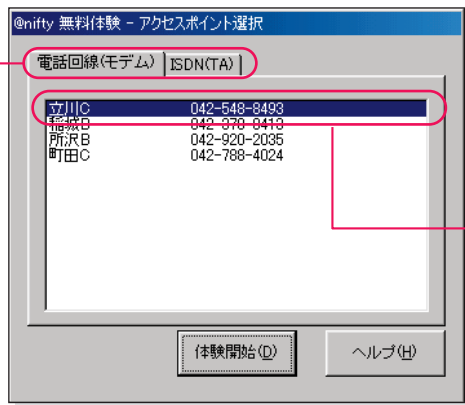 @nifty 無料体験 - アクセスポイント選択
電話回線(モデム) ISDN(TA)
立川C 042-548-8493
稲城B 042-378-8413
所沢B 042-920-2035
町田C 042-788-4024
体験開始(D) ヘルプ(H)